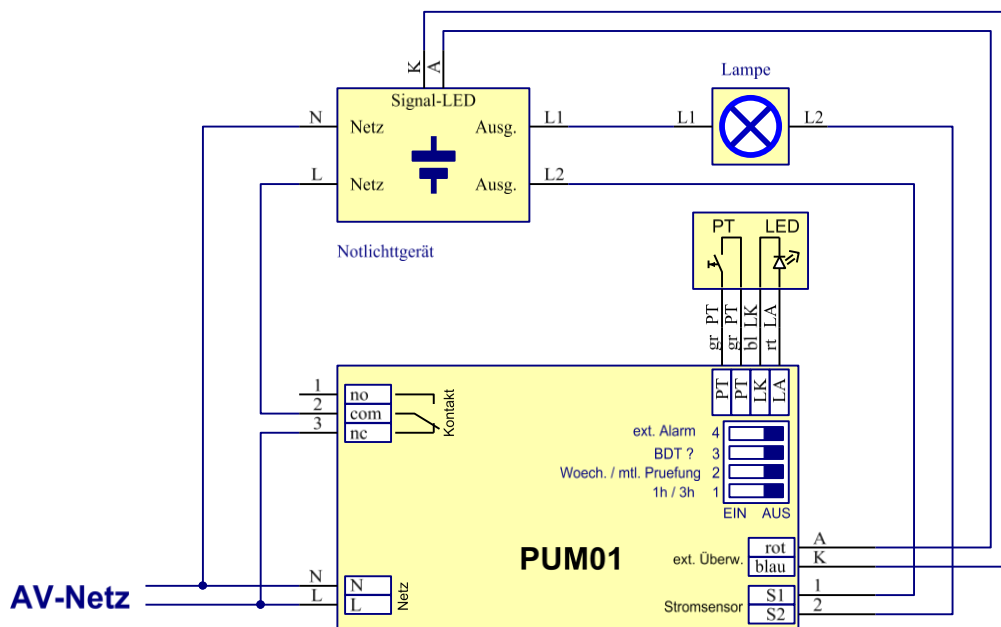 K
A
Signal-LED
Lampe
N
Netz
Ausg.
L1
L1
L2
L
Netz
Ausg.
L2
Notlichttgerät
PT
LED
gr PT
gr PT
bl LK
rt LA
PT
PT
LK
LA
1
no
2
com
3
nc
Kontakt
ext. Alarm
4
BDT ?
3
Woech. / mtl. Pruefung
2
1h / 3h
1
EIN
AUS
PUM01
ext. Überw.
rot
A
blau
K
Stromsensor
S1
1
S2
2
AV-Netz
N
N
L
L
Netz